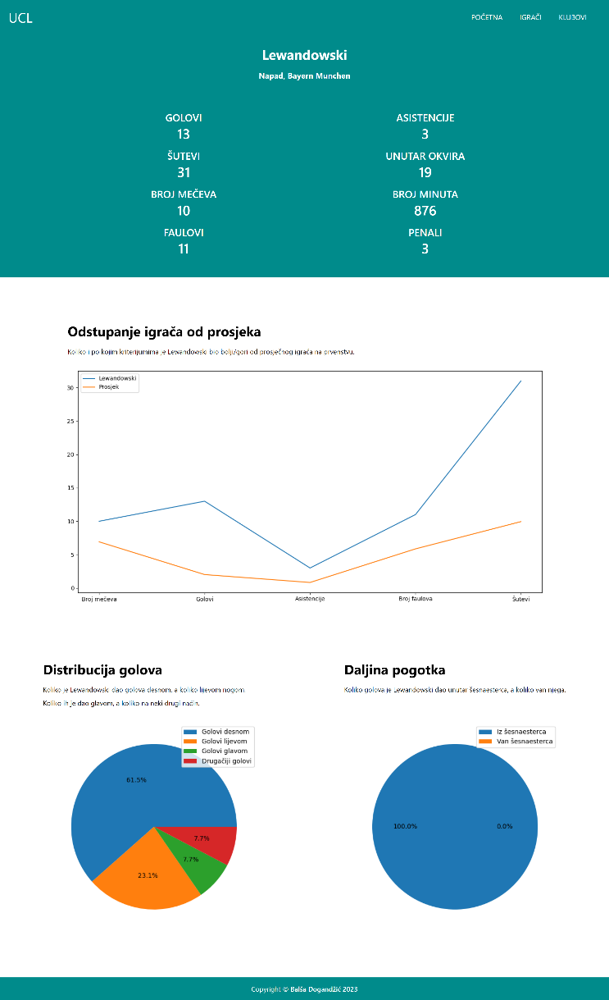 UCL
POČETNA IGRAČI KLUBOVI
Lewandowski
Napad, Bayern Munchen
GOLOVI ASISTENCIJE
13 3
ŠUTEVI UNUTAR OKVIRA
31 19
BROJ MEČEVA BROJ MINUTA
10 876
FAULOVI PENALI
11 3
Odstupanje igrača od prosjeka
Koliko i po kojim kriterijumima je Lewandowski bio bolji/gori od prosječnog igrača na prvenstvu.
Lewandowski
Prosjek
30
25
20
15
10
5
0
Broj mečeva Golovi Asistencije Broj faulova Šutevi
Distribucija golova
Koliko je Lewandowski dao golova desnom, a koliko lijevom nogom.
Koliko ih je dao glavom, a koliko na neki drugi način.
Golovi desnom
Golovi lijevom
Golovi glavom
Drugačiji golovi
61.5%
7.7%
7.7%
23.1%
Daljina pogotka
Koliko golova je Lewandowski dao unutar šesnaesterca, a koliko van njega.
Iz šesnaesterca
Van šesnaesterca
100.0% 0.0%
Copyright © Balša Dogandžić 2023